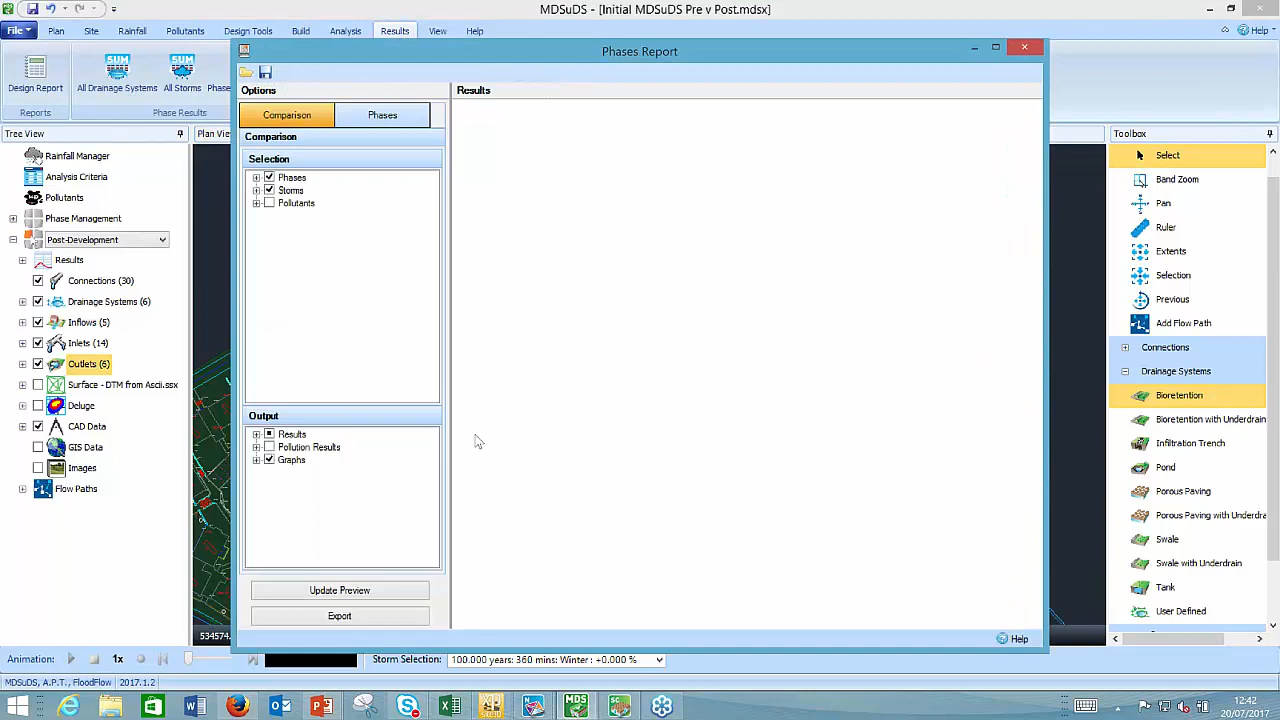 MDSuDS - [Initial MDSuDS Pre v Post.mdsx]
File
Plan
Site
Rainfall
Pollutants
Design Tools
Build
Analysis
Results
View
Help
Help
Design Report
All Drainage Systems
All Storms
Reports
Phase Results
Phases Report
Options
Results
Comparison
Phases
Comparison
Selection
Phases
Storms
Pollutants
Output
Results
Pollution Results
Graphs
Update Preview
Export
Help
Tree View
Rainfall Manager
Analysis Criteria
Pollutants
Phase Management
Post-Development
Results
Connections (30)
Drainage Systems (6)
Inflows (5)
Inlets (14)
Outlets (6)
Surface - DTM from Ascii.ssx
Deluge
CAD Data
GIS Data
Images
Flow Paths
534574.
Toolbox
Select
Band Zoom
Pan
Ruler
Extents
Selection
Previous
Add Flow Path
Connections
Drainage Systems
Bioretention
Bioretention with Underdrain
Infiltration Trench
Pond
Porous Paving
Porous Paving with Underdra
Swale
Swale with Underdrain
Tank
User Defined
Animation:
1x
Storm Selection:
100.000 years: 360 mins: Winter : +0.000 %
MDSuDS, A.P.T., FloodFlow
2017.1.2
12:42
20/07/2017